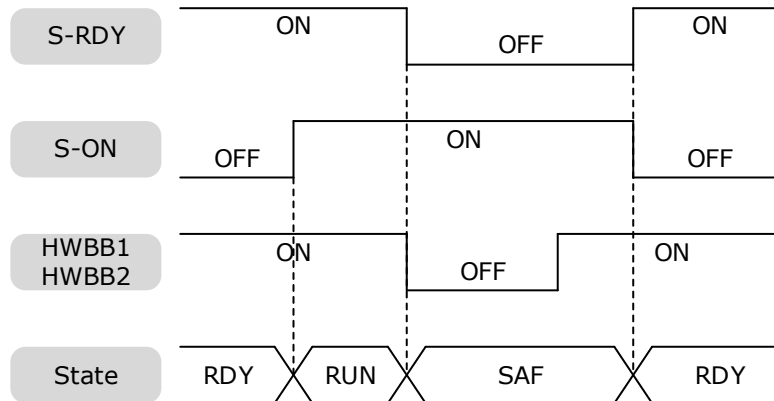 S-RDY
ON
OFF
ON
S-ON
OFF
ON
OFF
HWBB1
HWBB2
ON
OFF
ON
State
RDY
RUN
SAF
RDY